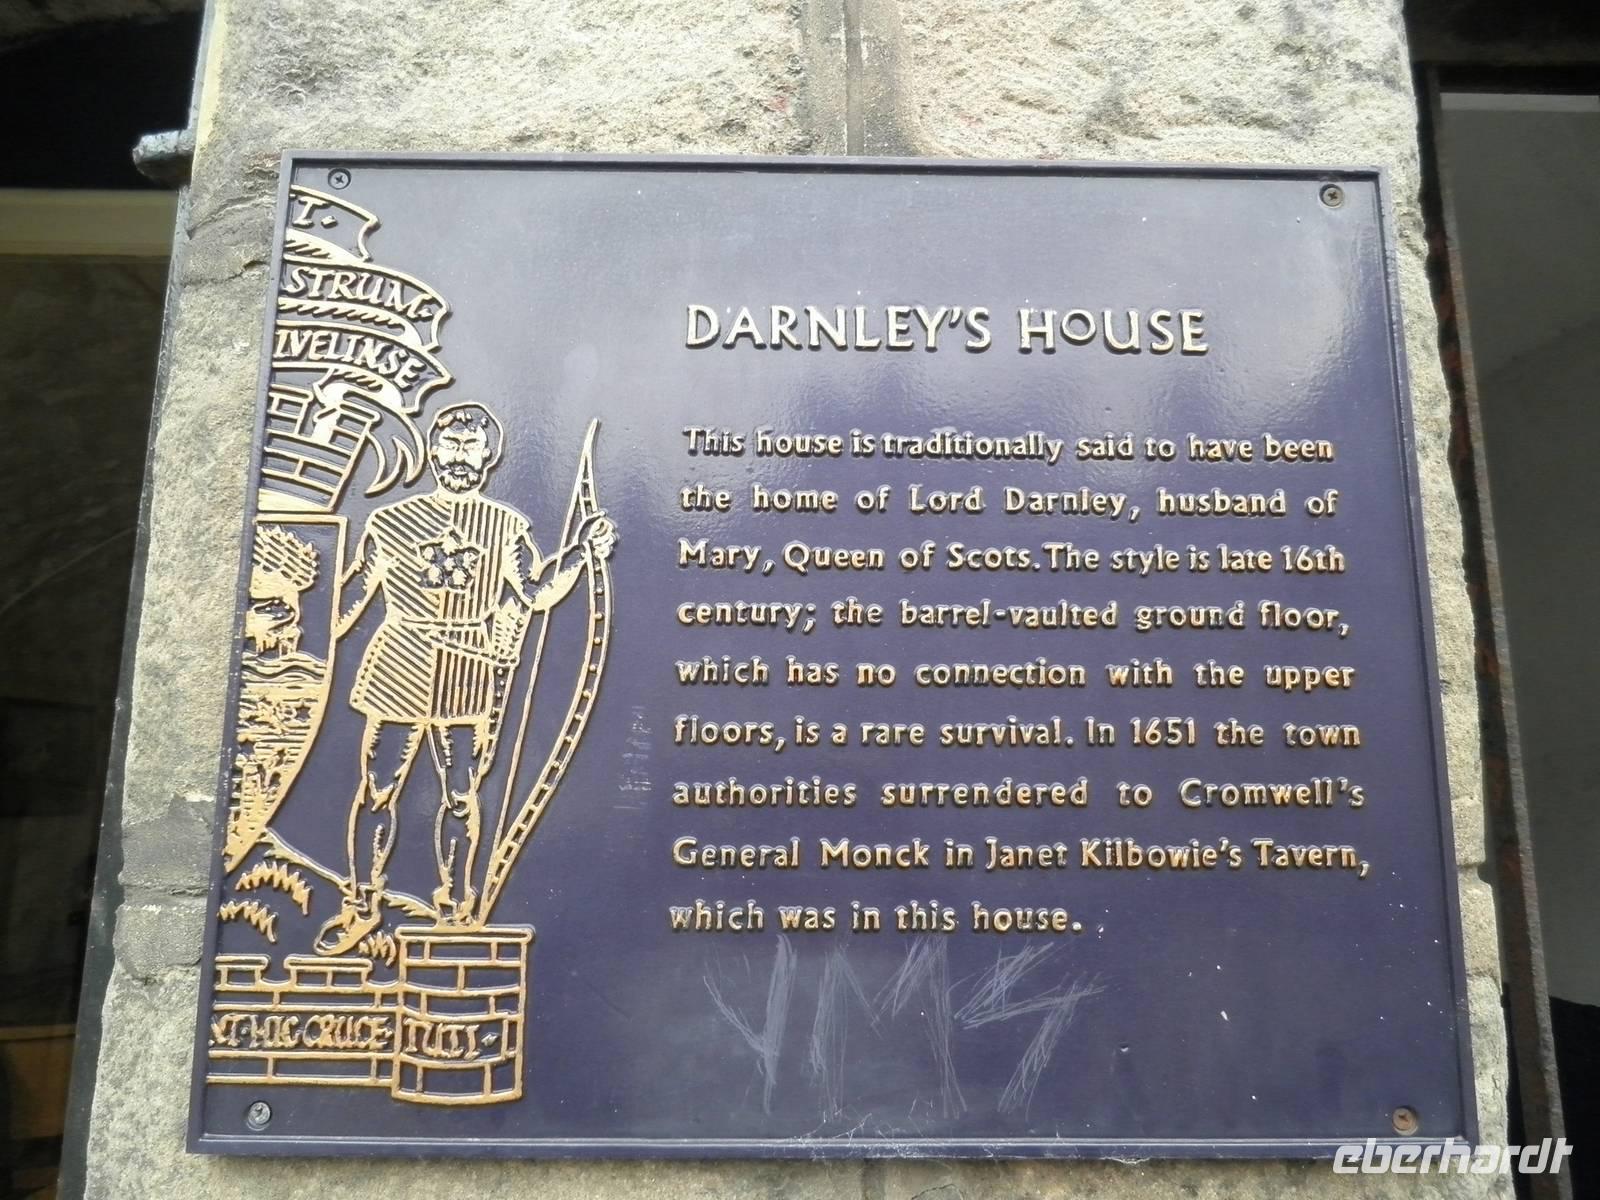 I.
STRUM.
IVELINSE
DARNLEY'S HOUSE
This house is traditionally said to have been
the home of Lord Darnley, husband of
Mary, Queen of Scots. The style is late 16th
century; the barrel-vaulted ground floor,
which has no connection with the upper
floors, is a rare survival. In 1651 the town
authorities surrendered to Cromwell's
General Monck in Janet Kilbowie's Tavern,
which was in this house.
HIC CRUCE TUTI
eberhardt